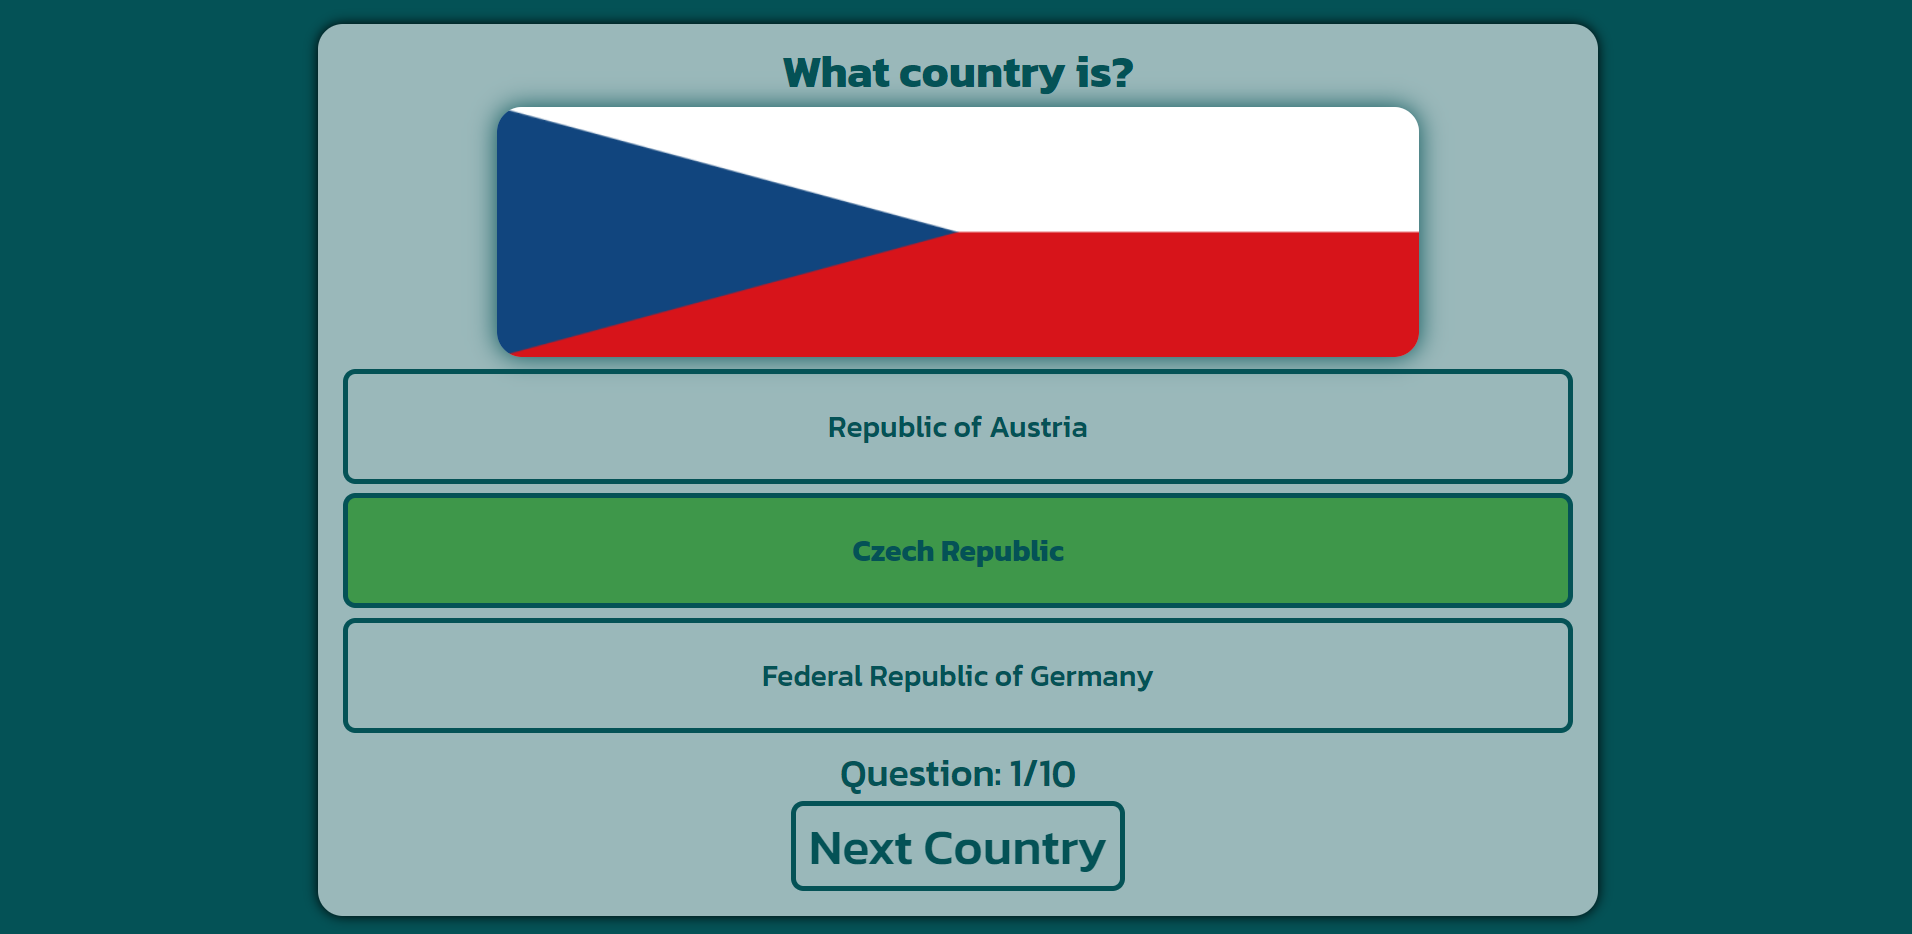 What country is?
Republic of Austria
Czech Republic
Federal Republic of Germany
Question: 1/10
Next Country